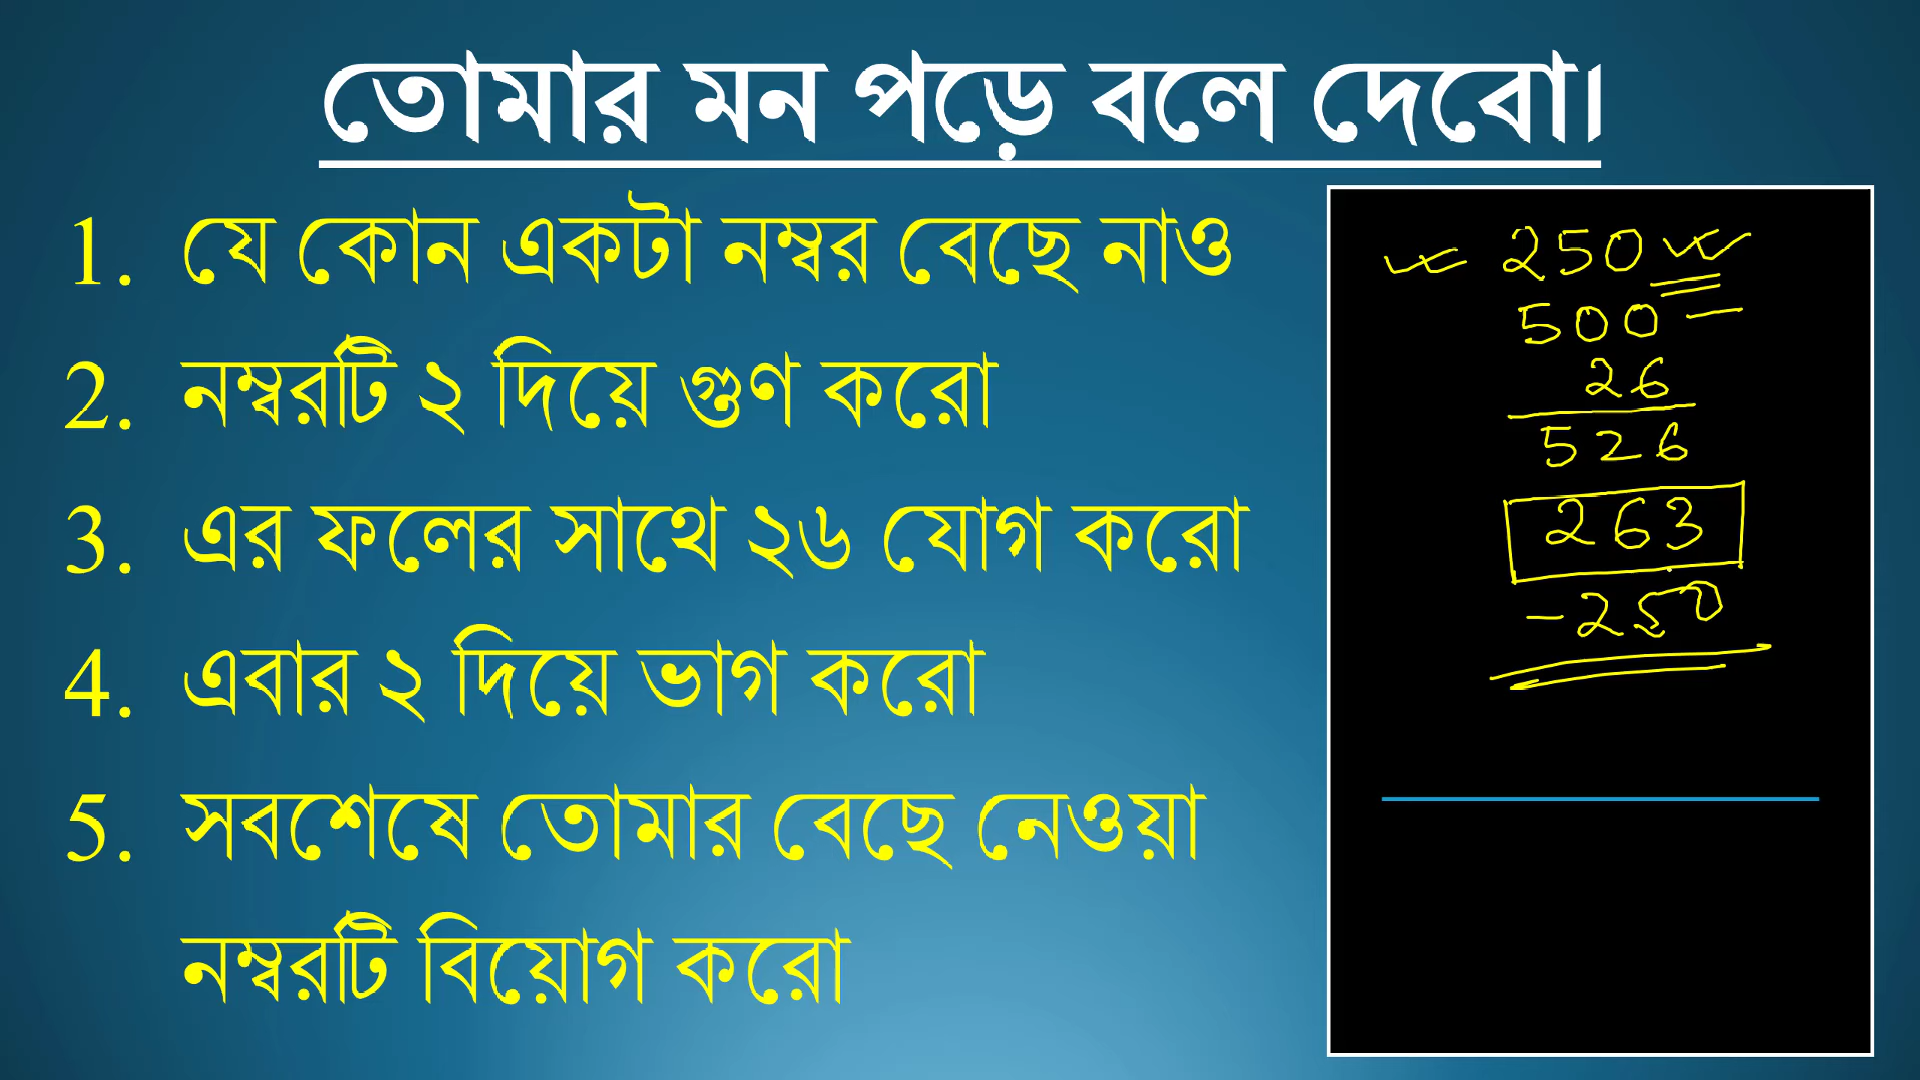 তোমার মন পড়ে বলে দেবো।
1. যে কোন একটা নম্বর বেছে নাও
2. নম্বরটি ২ দিয়ে গুণ করো
3. এর ফলের সাথে ২৬ যোগ করো
4. এবার ২ দিয়ে ভাগ করো
5. সবশেষে তোমার বেছে নেওয়া
নম্বরটি বিয়োগ করো
250
500
26
526
263
-250